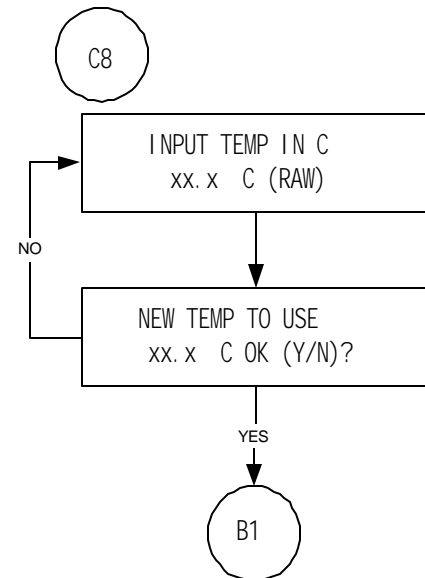 C8
INPUT TEMP IN C
xx.x C (RAW)
NO
NEW TEMP TO USE
xx.x C OK (Y/N)?
YES
B1